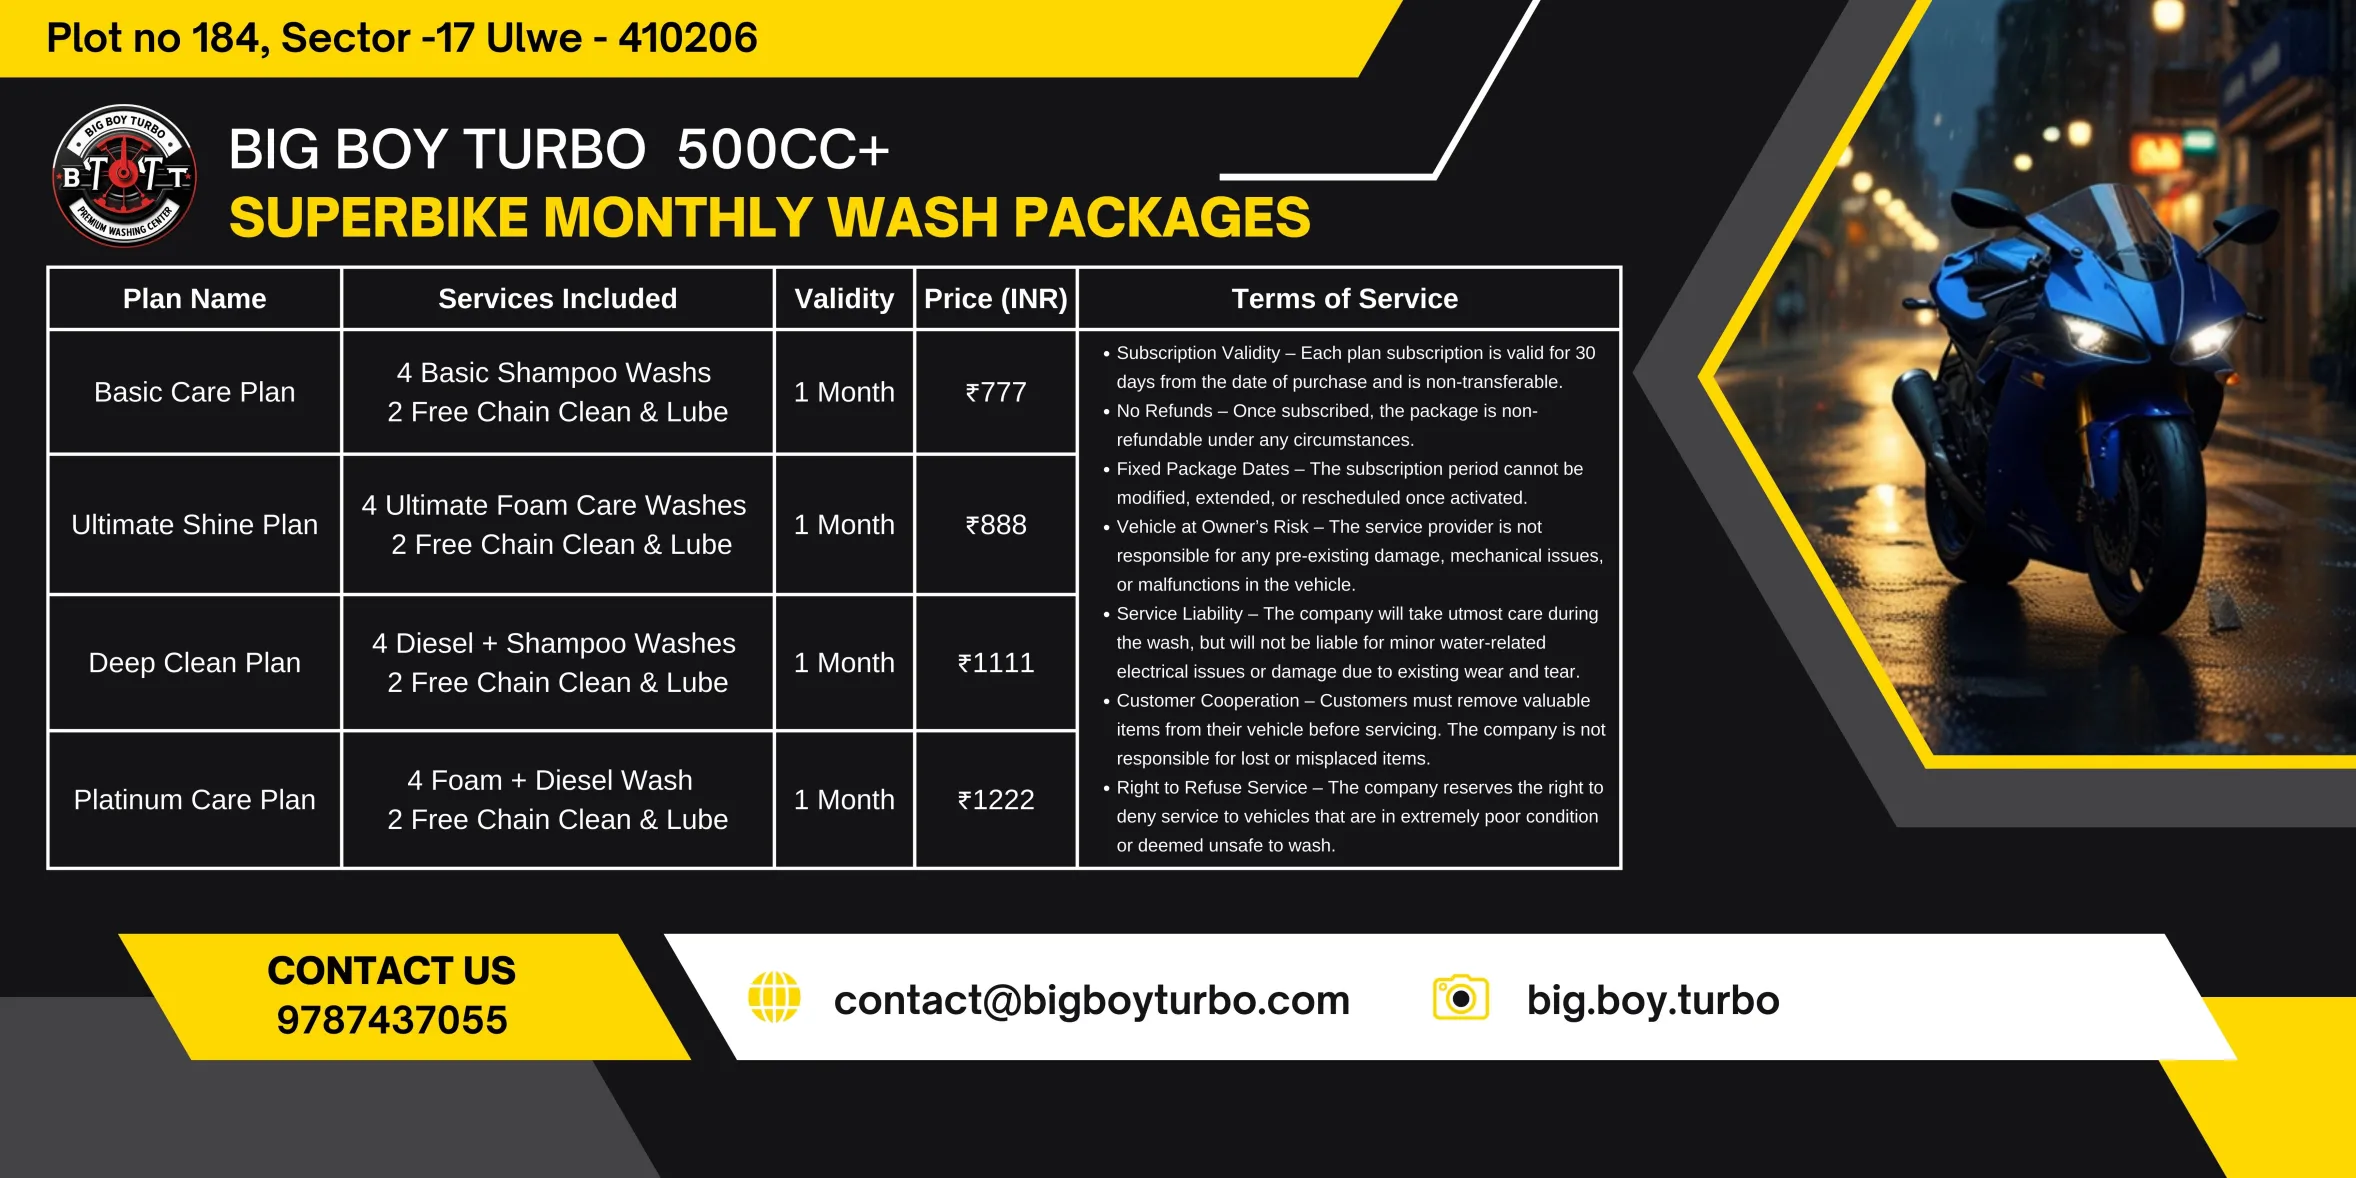 Plot no 184, Sector -17 Ulwe - 410206
BIG BOY TURBO
B T T T
PREMIUM WASHING CENTER
BIG BOY TURBO 500CC+
SUPERBIKE MONTHLY WASH PACKAGES
Plan Name
Services Included
Validity
Price (INR)
Terms of Service
Basic Care Plan
4 Basic Shampoo Washs
2 Free Chain Clean & Lube
1 Month
₹777
Ultimate Shine Plan
4 Ultimate Foam Care Washes
2 Free Chain Clean & Lube
1 Month
₹888
Deep Clean Plan
4 Diesel + Shampoo Washes
2 Free Chain Clean & Lube
1 Month
₹1111
Platinum Care Plan
4 Foam + Diesel Wash
2 Free Chain Clean & Lube
1 Month
₹1222
• Subscription Validity – Each plan subscription is valid for 30
days from the date of purchase and is non-transferable.
• No Refunds – Once subscribed, the package is non-
refundable under any circumstances.
• Fixed Package Dates – The subscription period cannot be
modified, extended, or rescheduled once activated.
• Vehicle at Owner’s Risk – The service provider is not
responsible for any pre-existing damage, mechanical issues,
or malfunctions in the vehicle.
• Service Liability – The company will take utmost care during
the wash, but will not be liable for minor water-related
electrical issues or damage due to existing wear and tear.
• Customer Cooperation – Customers must remove valuable
items from their vehicle before servicing. The company is not
responsible for lost or misplaced items.
• Right to Refuse Service – The company reserves the right to
deny service to vehicles that are in extremely poor condition
or deemed unsafe to wash.
CONTACT US
9787437055
contact@bigboyturbo.com
big.boy.turbo